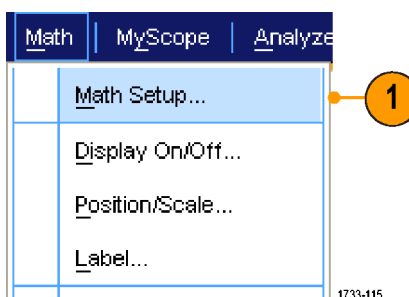 Math | MyScope | Analyze
Math Setup...
1
Display On/Off...
Position/Scale...
Label...
1733-115